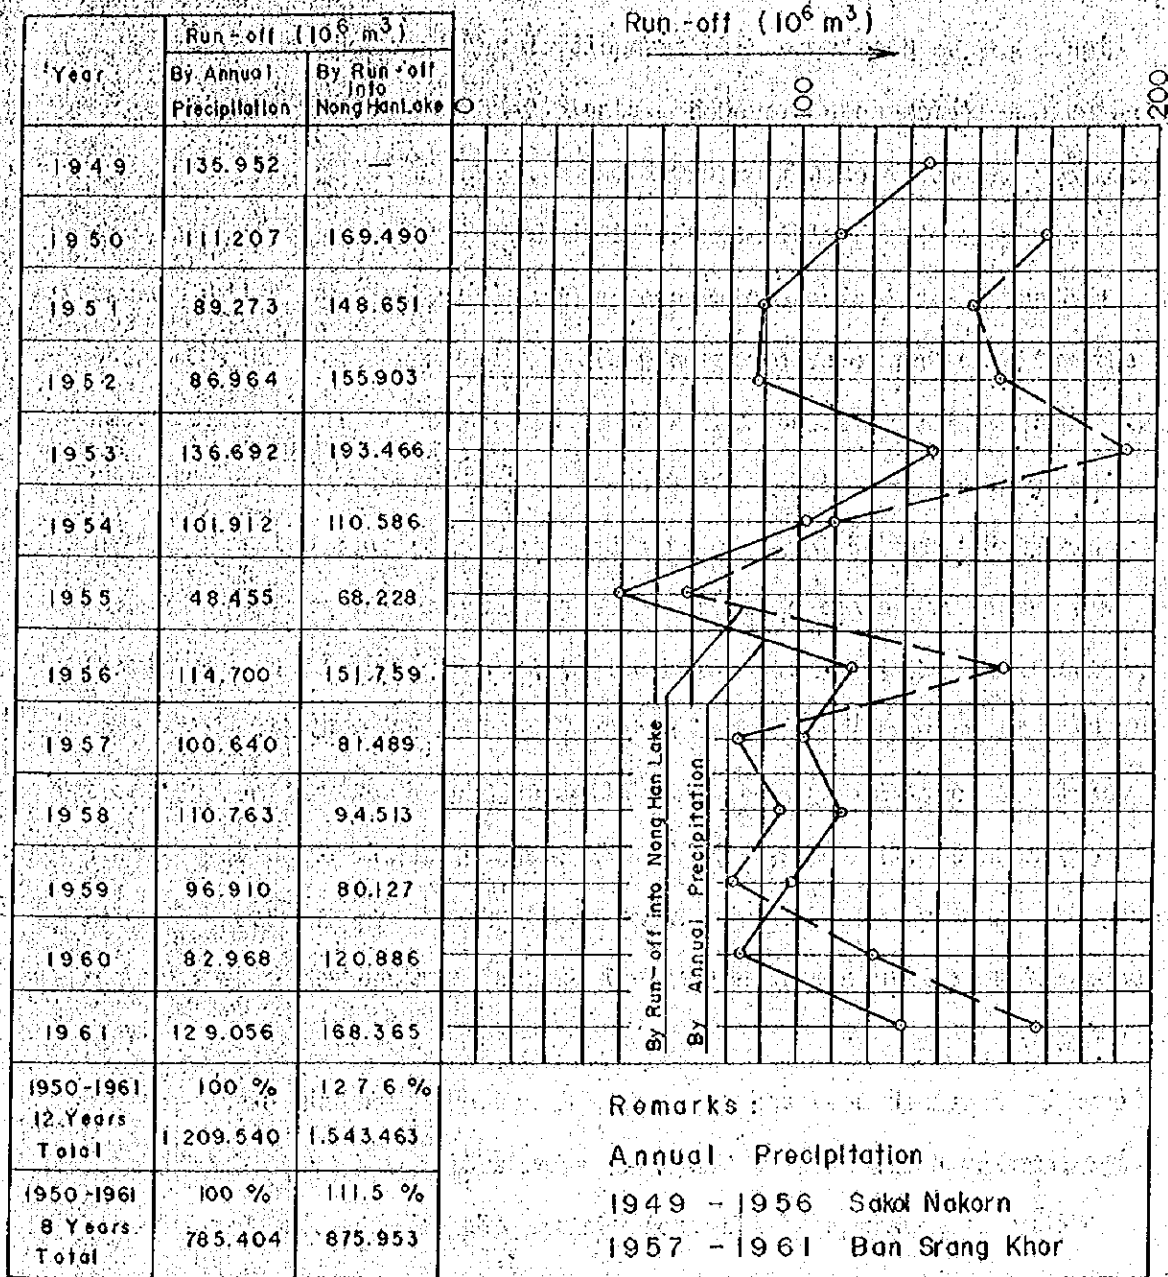 Run-off (10⁶ m³)
Year
Run-off (10⁶ m³)
By Annual Precipitation
By Run-off into Nong Han Lake
0 100 200
1949 135.952 —
1950 111.207 169.490
1951 89.273 148.651
1952 86.964 155.903
1953 136.692 193.466
1954 101.912 110.586
1955 48.455 68.228
1956 114.700 151.759
1957 100.640 81.489
1958 110.763 94.513
1959 96.910 80.127
1960 82.968 120.886
1961 129.056 168.365
1950-1961 100 % 127.6 %
12 Years
Total 1.209.540 1.543.463
1950-1961 100 % 111.5 %
8 Years
Total 785.404 875.953
By Run-off into Nong Han Lake
By Annual Precipitation
Remarks:
Annual Precipitation
1949 - 1956 Sakol Nakorn
1957 - 1961 Ban Srang Khor